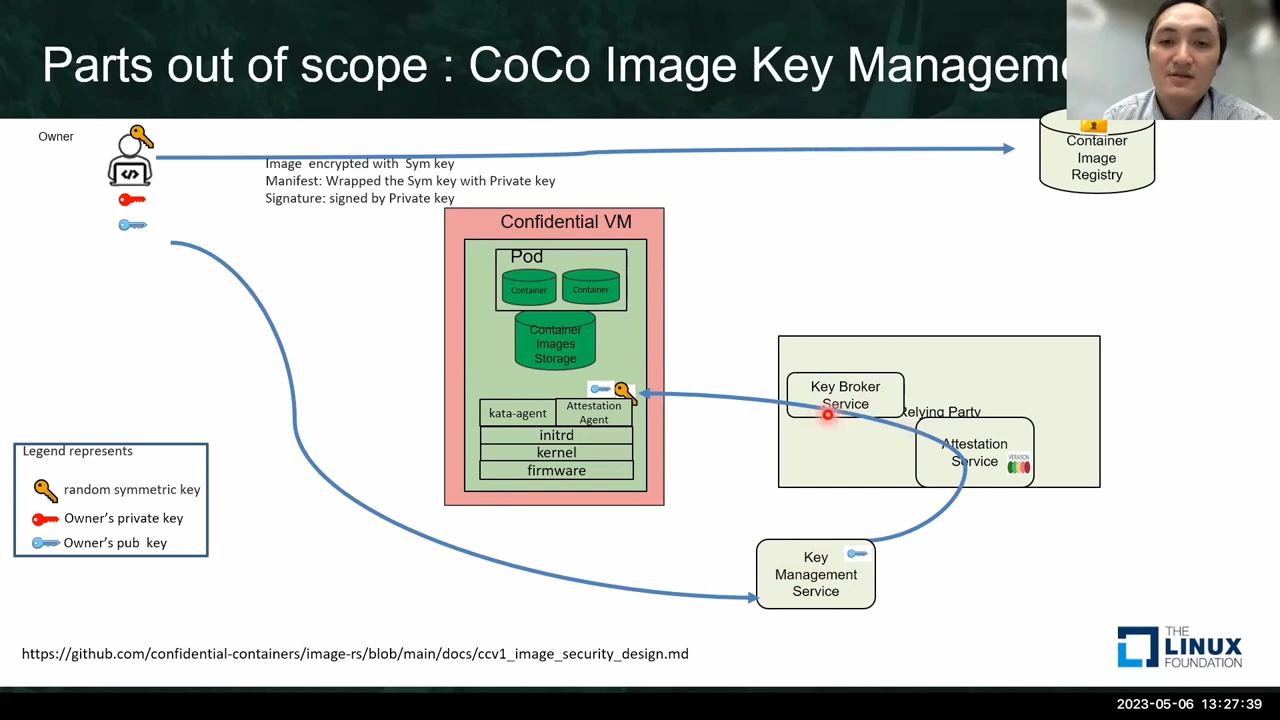 Parts out of scope : CoCo Image Key Manageme
Owner
Image encrypted with Sym key
Manifest: Wrapped the Sym key with Private key
Signature: signed by Private key
Container
Image
Registry
Confidential VM
Pod
Container
Container
Container
Images
Storage
kata-agent
Attestation
Agent
initrd
kernel
firmware
Key Broker
Service
Relying Party
Attestation
Service
VERAISON
Key
Management
Service
Legend represents
random symmetric key
Owner's private key
Owner's pub key
https://github.com/confidential-containers/image-rs/blob/main/docs/ccv1_image_security_design.md
THE
LINUX
FOUNDATION
2023-05-06 13:27:39